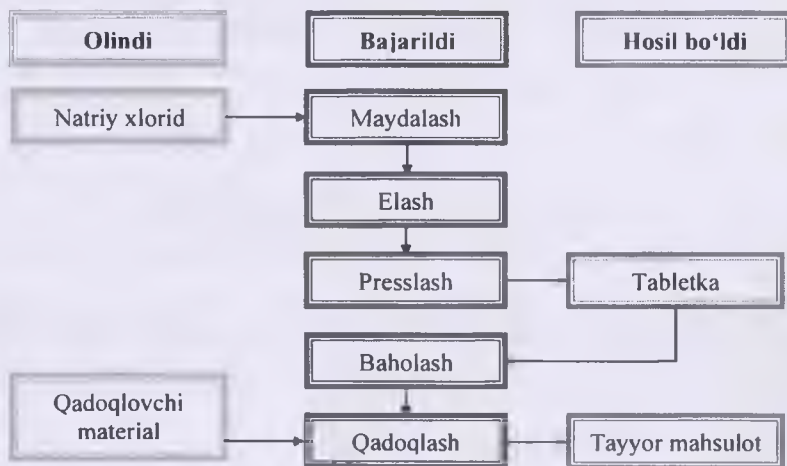 Olindi
Bajarildi
Hosil bo‘ldi
Natriy xlorid
Maydalash
Elash
Presslash
Tabletka
Baholash
Qadoqlovchi
material
Qadoqlash
Tayyor mahsulot